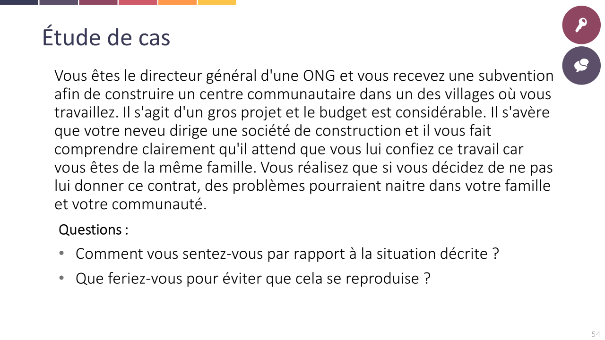 Étude de cas
Vous êtes le directeur général d'une ONG et vous recevez une subvention
afin de construire un centre communautaire dans un des villages où vous
travaillez. Il s'agit d'un gros projet et le budget est considérable. Il s'avère
que votre neveu dirige une société de construction et il vous fait
comprendre clairement qu'il attend que vous lui confiez ce travail car
vous êtes de la même famille. Vous réalisez que si vous décidez de ne pas
lui donner ce contrat, des problèmes pourraient naitre dans votre famille
et votre communauté.
Questions :
• Comment vous sentez-vous par rapport à la situation décrite ?
• Que feriez-vous pour éviter que cela se reproduise ?
54